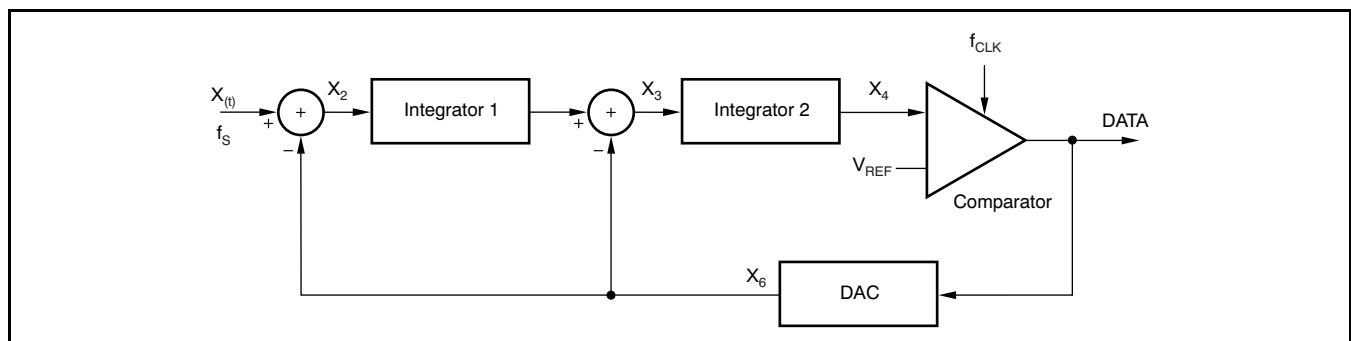 f_CLK
X_(t)
f_S
+
+
−
X_2
Integrator 1
+
+
−
X_3
Integrator 2
X_4
V_REF
Comparator
DATA
X_6
DAC